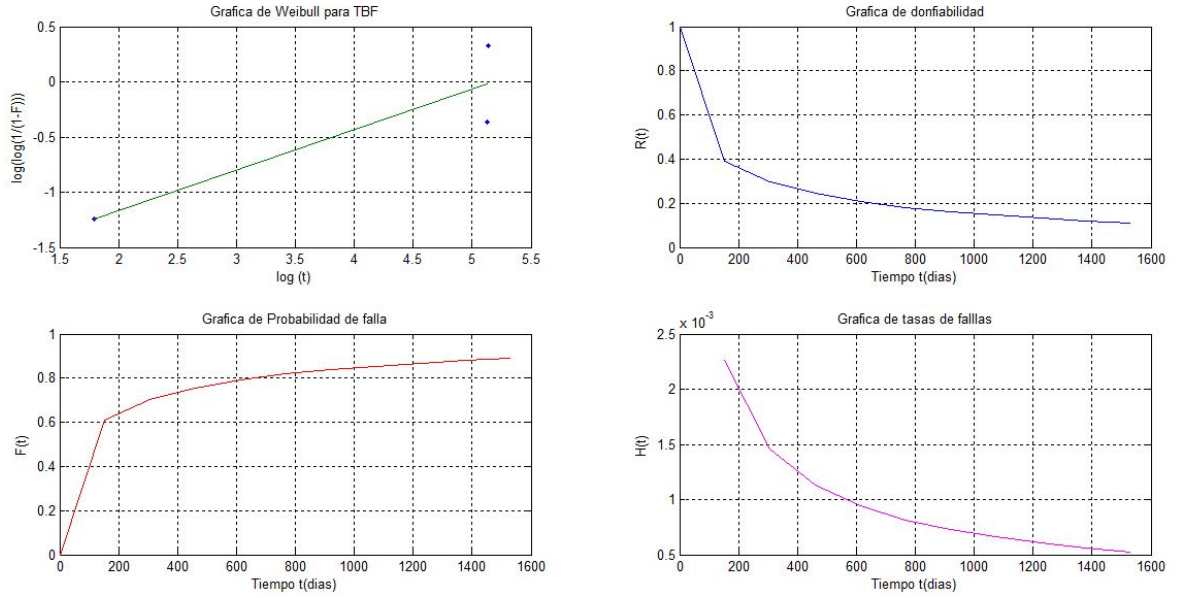 Grafica de Weibull para TBF
0.5
0
-0.5
-1
-1.5
log(log(1/(1-F)))
1.5 2 2.5 3 3.5 4 4.5 5 5.5
log (t)
Grafica de donfiabilidad
1
0.8
0.6
0.4
0.2
0
R(t)
0 200 400 600 800 1000 1200 1400 1600
Tiempo t(dias)
Grafica de Probabilidad de falla
1
0.8
0.6
0.4
0.2
0
F(t)
0 200 400 600 800 1000 1200 1400 1600
Tiempo t(dias)
Grafica de tasas de falllas
x 10-3
2.5
2
1.5
1
0.5
H(t)
0 200 400 600 800 1000 1200 1400 1600
Tiempo t(dias)